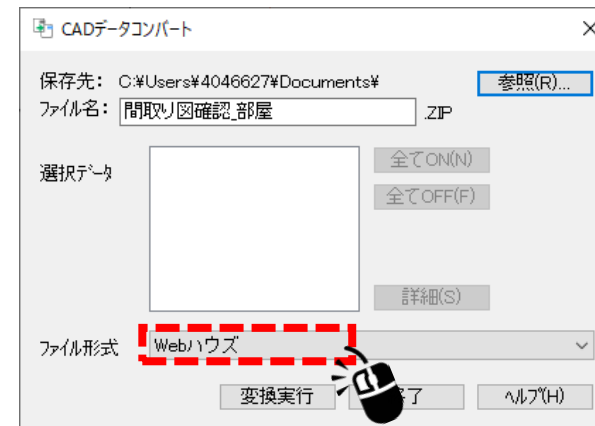 CADデータコンバート
保存先： C:¥Users¥4046627¥Documents¥ 参照(R)...
ファイル名： 間取り図確認_部屋 .ZIP
選択データ
全てON(N)
全てOFF(F)
詳細(S)
ファイル形式 Webハウズ
変換実行 了 ヘルプ(H)